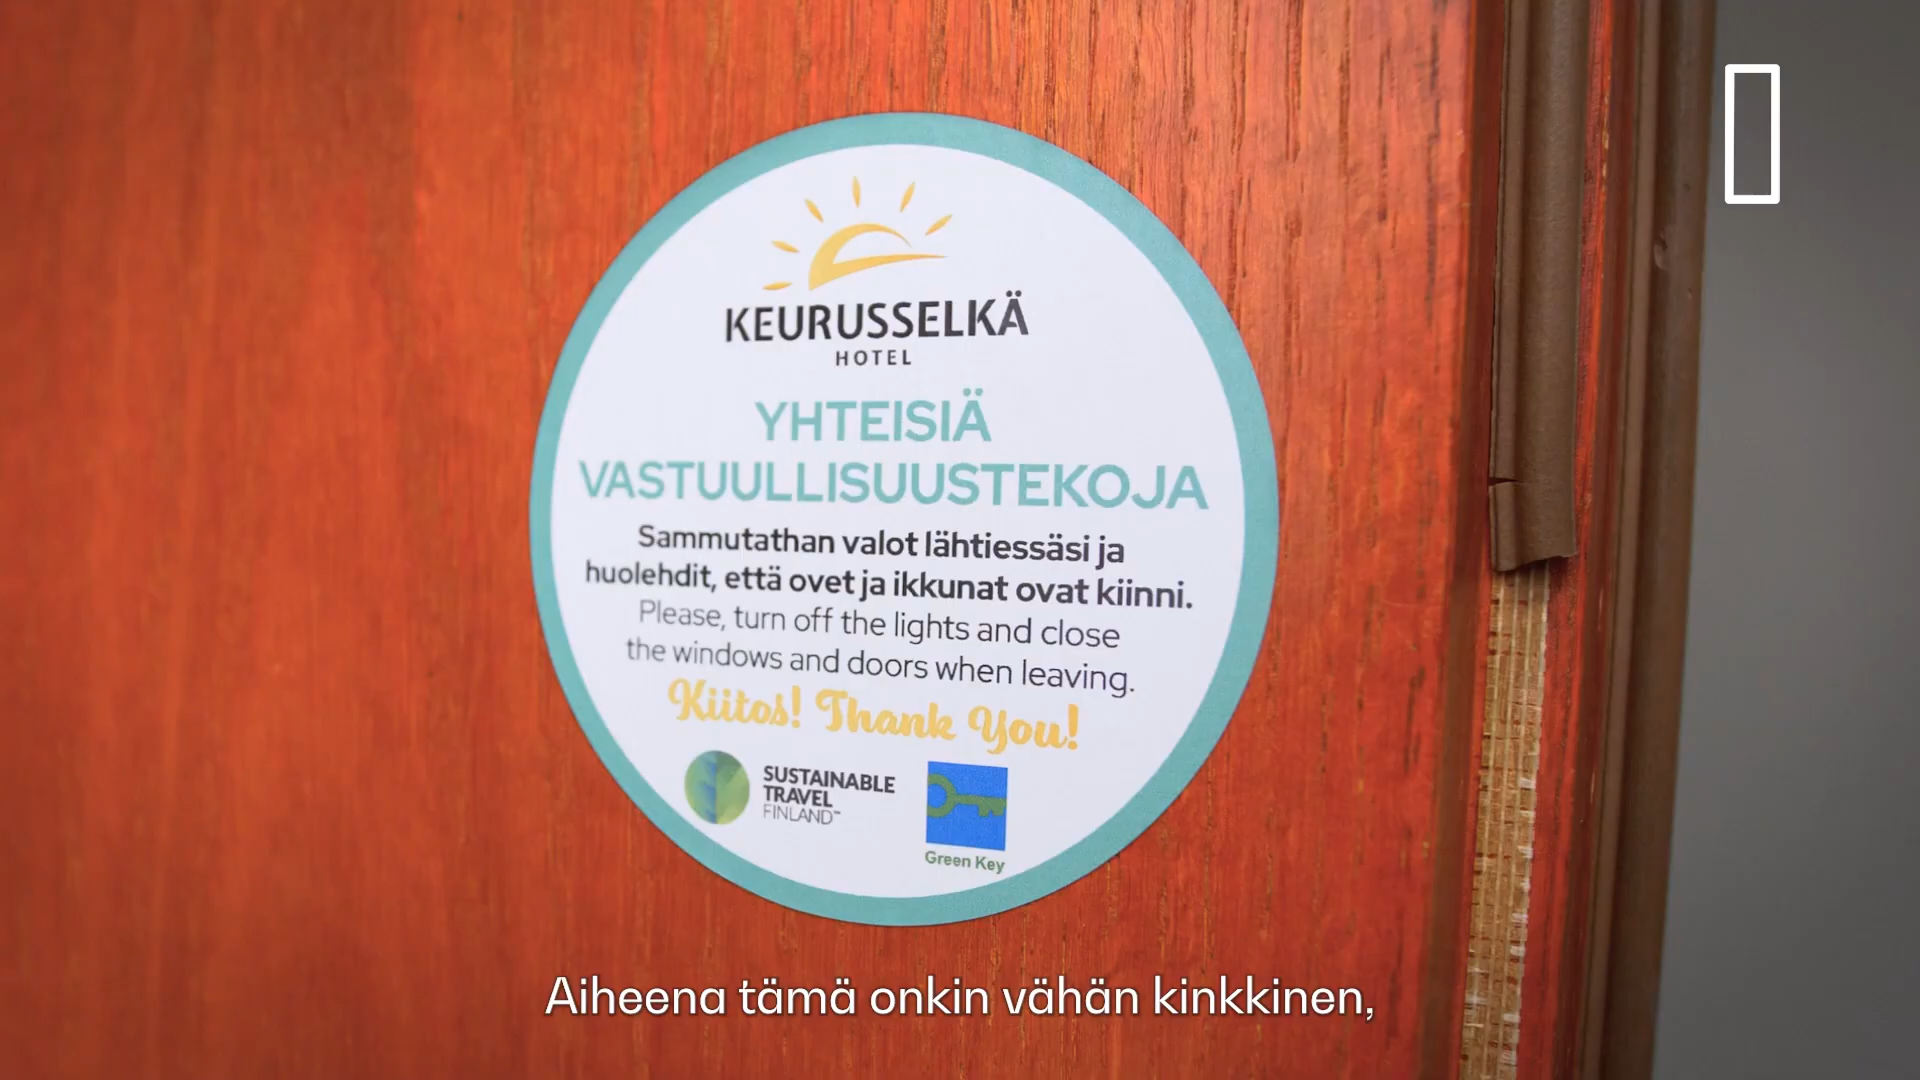 KEURUSSELKÄ
HOTEL
YHTEISIÄ
VASTUULLISUUSTEKOJA
Sammutathan valot lähtiessäsi ja
huolehdit, että ovet ja ikkunat ovat kiinni.
Please, turn off the lights and close
the windows and doors when leaving.
Kiitos! Thank You!
SUSTAINABLE
TRAVEL
FINLAND™
Green Key
Aiheena tämä onkin vähän kinkkinen,